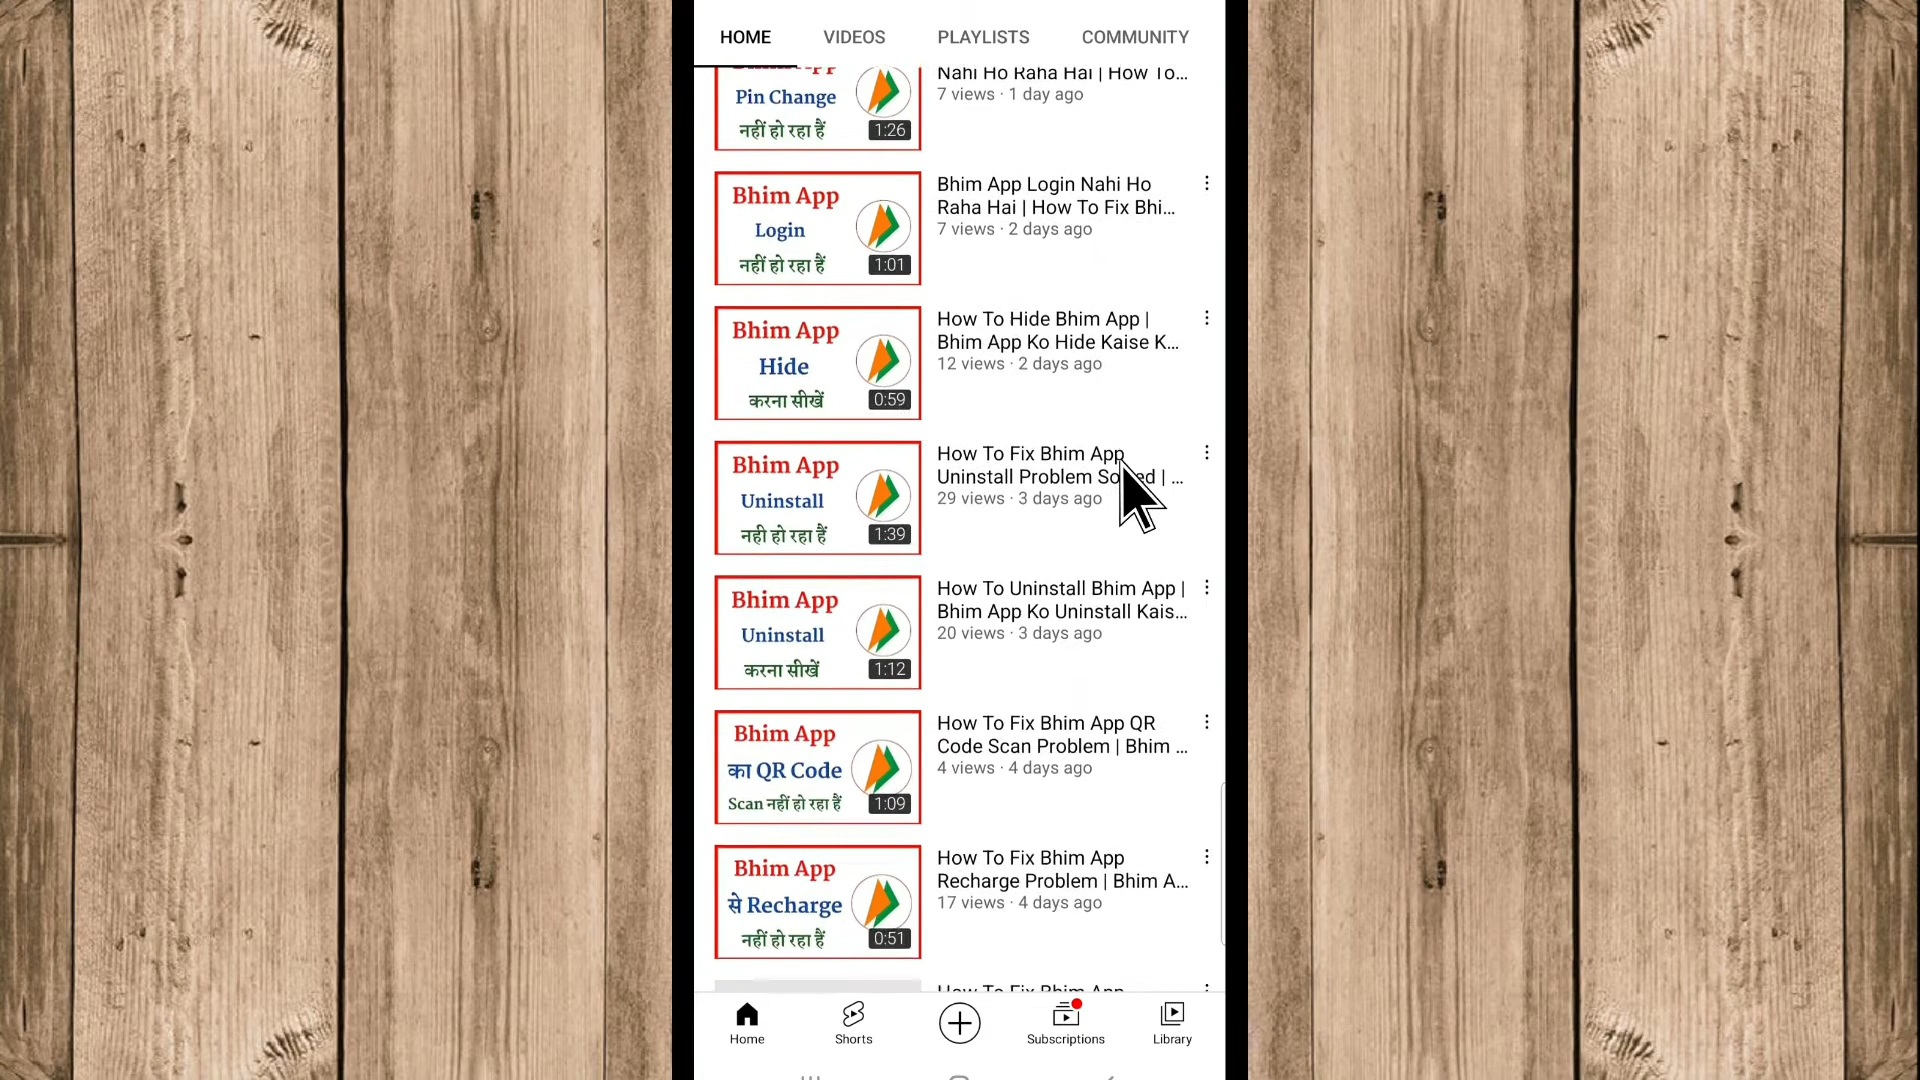 HOME VIDEOS PLAYLISTS COMMUNITY
Bhim App
Pin Change
नहीं हो रहा हैं
1:26
Nahi Ho Raha Hai | How To...
7 views · 1 day ago
Bhim App
Login
नहीं हो रहा हैं
1:01
Bhim App Login Nahi Ho
Raha Hai | How To Fix Bhi...
7 views · 2 days ago
Bhim App
Hide
करना सीखें
0:59
How To Hide Bhim App |
Bhim App Ko Hide Kaise K...
12 views · 2 days ago
Bhim App
Uninstall
नही हो रहा हैं
1:39
How To Fix Bhim App
Uninstall Problem Solved | ...
29 views · 3 days ago
Bhim App
Uninstall
करना सीखें
1:12
How To Uninstall Bhim App |
Bhim App Ko Uninstall Kais...
20 views · 3 days ago
Bhim App
का QR Code
Scan नहीं हो रहा हैं
1:09
How To Fix Bhim App QR
Code Scan Problem | Bhim ...
4 views · 4 days ago
Bhim App
से Recharge
नहीं हो रहा हैं
0:51
How To Fix Bhim App
Recharge Problem | Bhim A...
17 views · 4 days ago
How To Fix Bhim App
Home Shorts Subscriptions Library